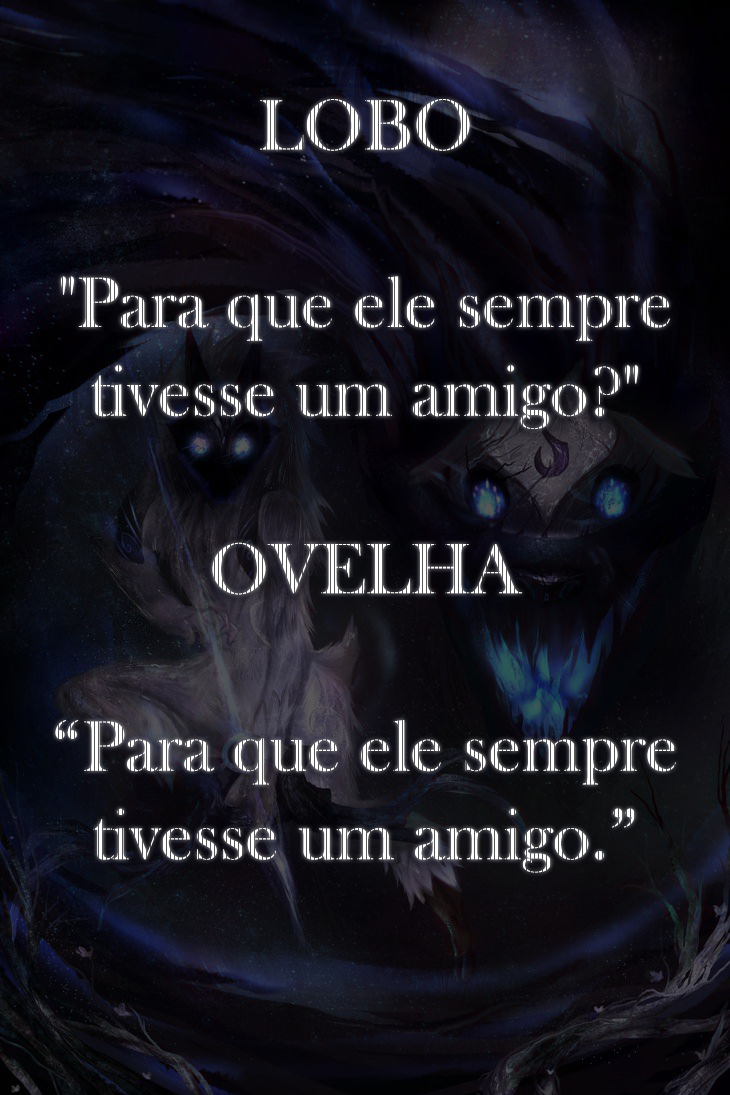 LOBO
"Para que ele sempre
tivesse um amigo?"
OVELHA
“Para que ele sempre
tivesse um amigo.”